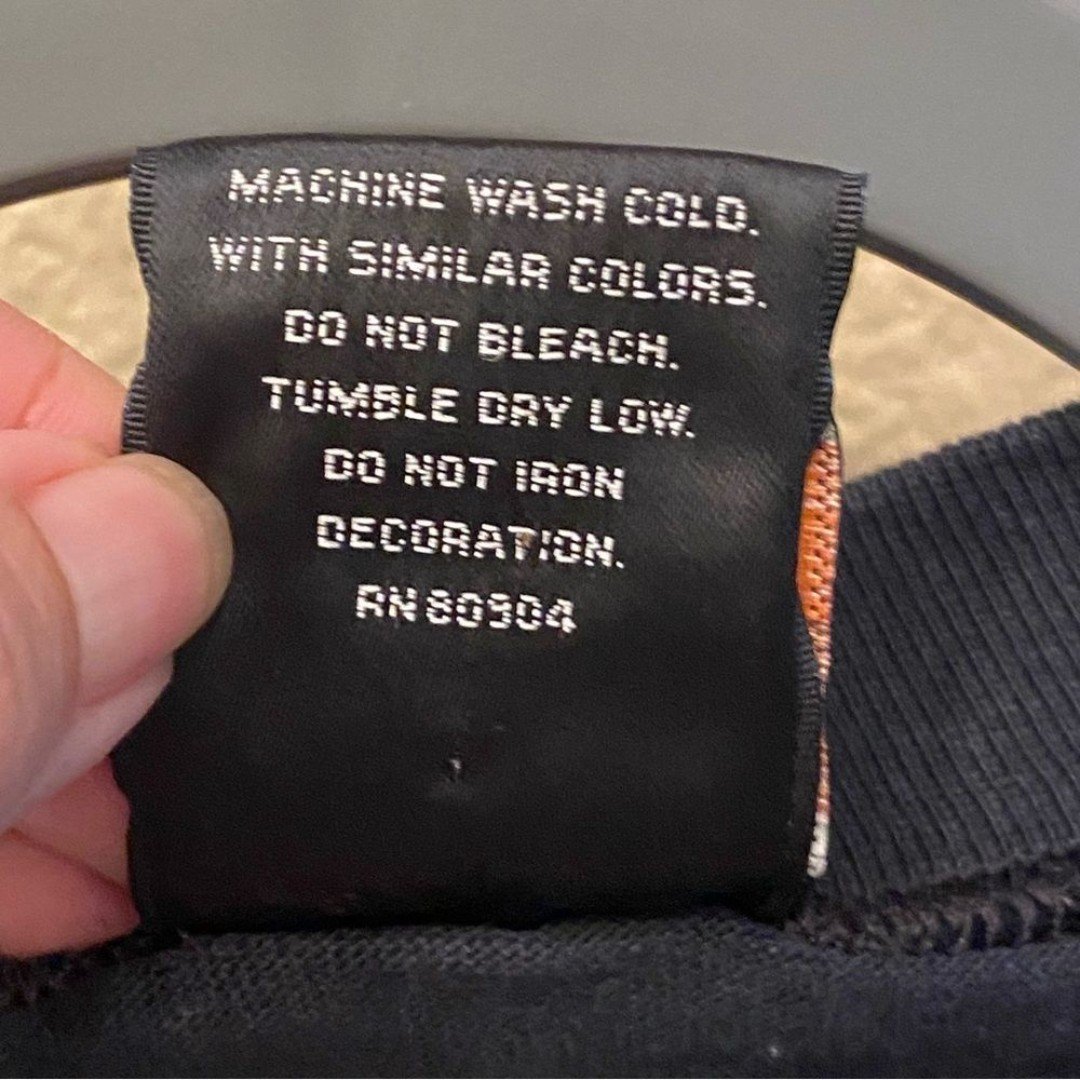 MACHINE WASH COLD.
WITH SIMILAR COLORS.
DO NOT BLEACH.
TUMBLE DRY LOW.
DO NOT IRON
DECORATION.
RN 80904